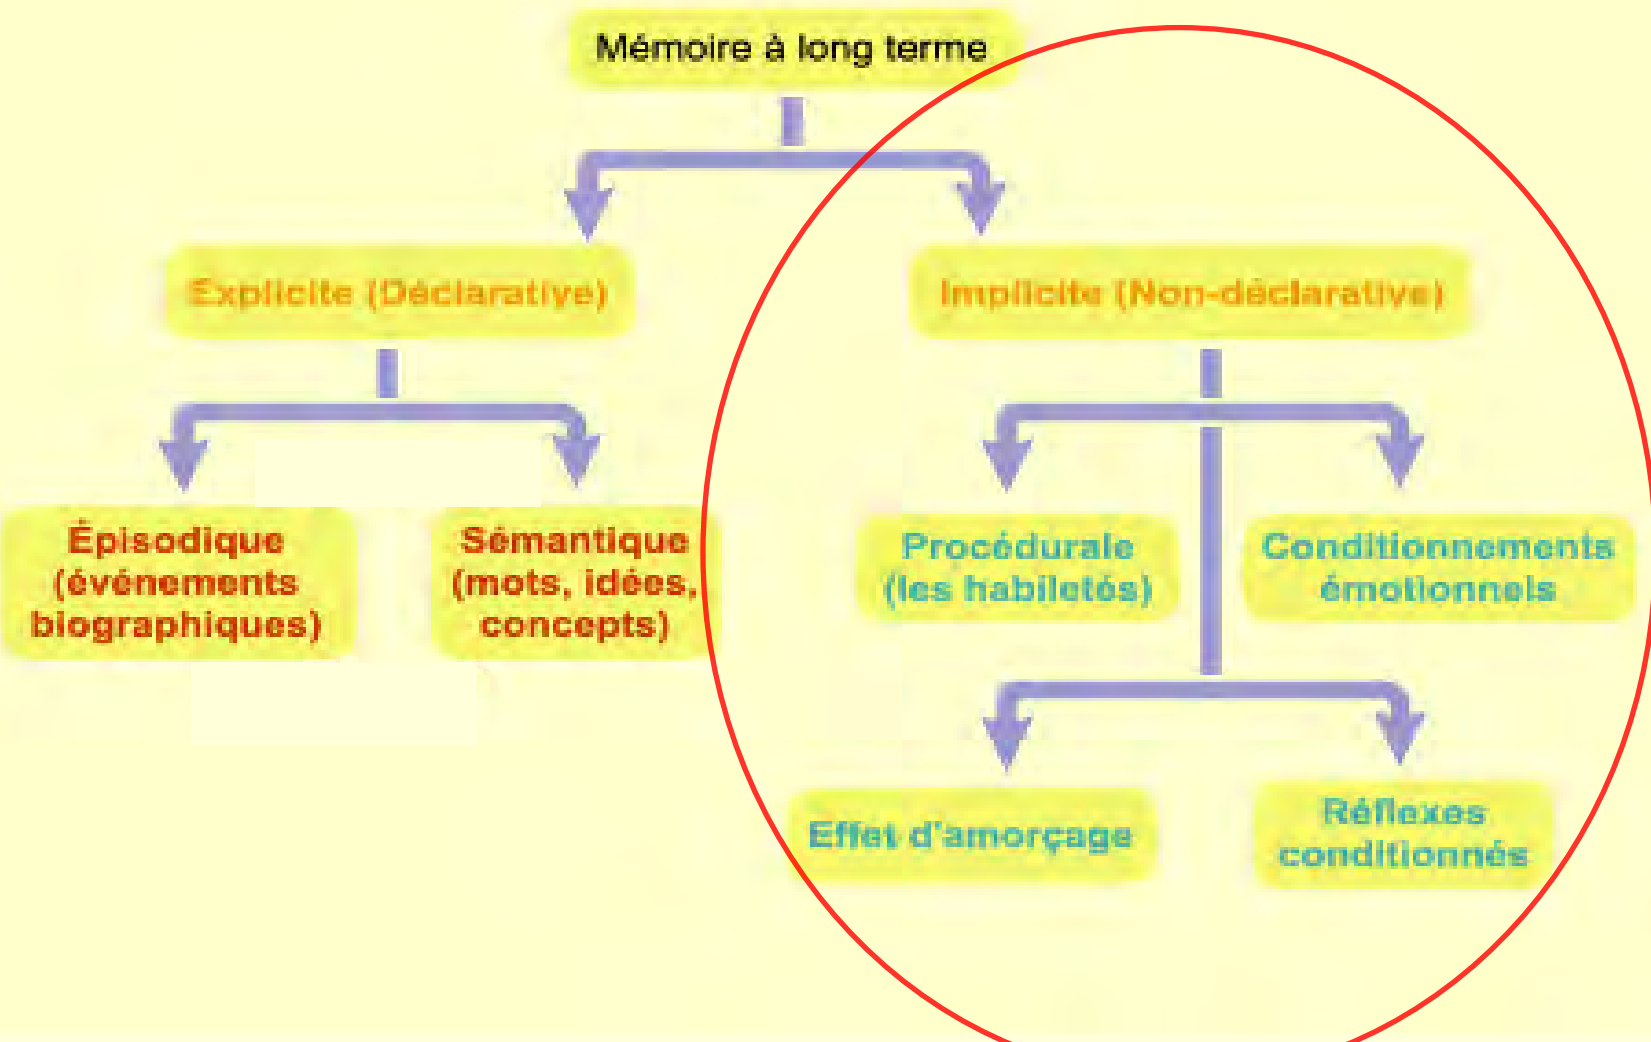 Mémoire à long terme
Explicite (Déclarative)
Implicite (Non-déclarative)
Épisodique
(événements
biographiques)
Sémantique
(mots, idées,
concepts)
Procédurale
(les habiletés)
Conditionnements
émotionnels
Effet d'amorçage
Réflexes
conditionnés